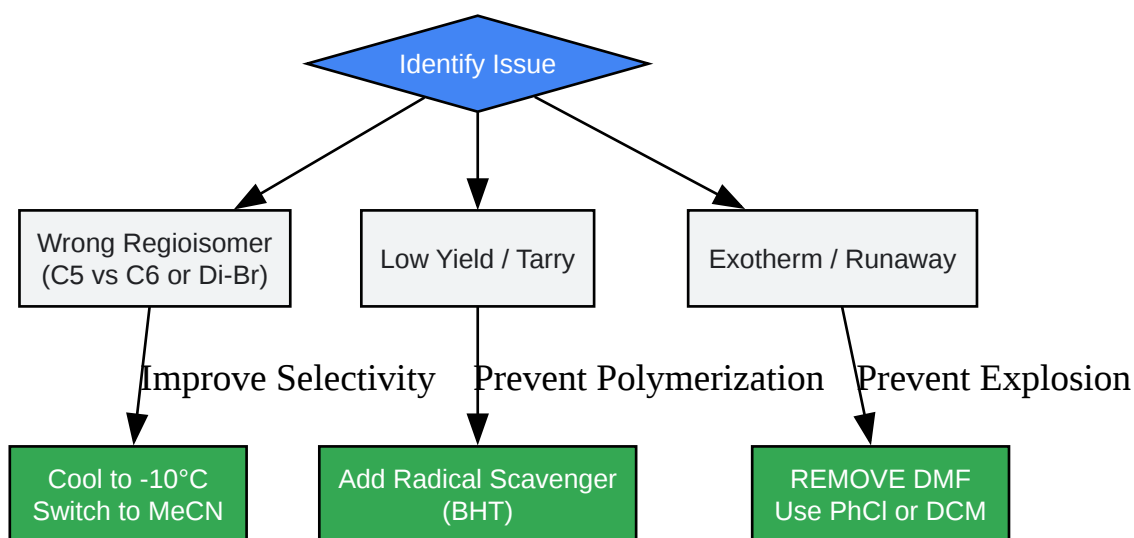 Identify Issue
Wrong Regioisomer
(C5 vs C6 or Di-Br)
Low Yield / Tarry
Exotherm / Runaway
Improve Selectivity
Prevent Polymerization
Prevent Explosion
Cool to -10°C
Switch to MeCN
Add Radical Scavenger
(BHT)
REMOVE DMF
Use PhCl or DCM